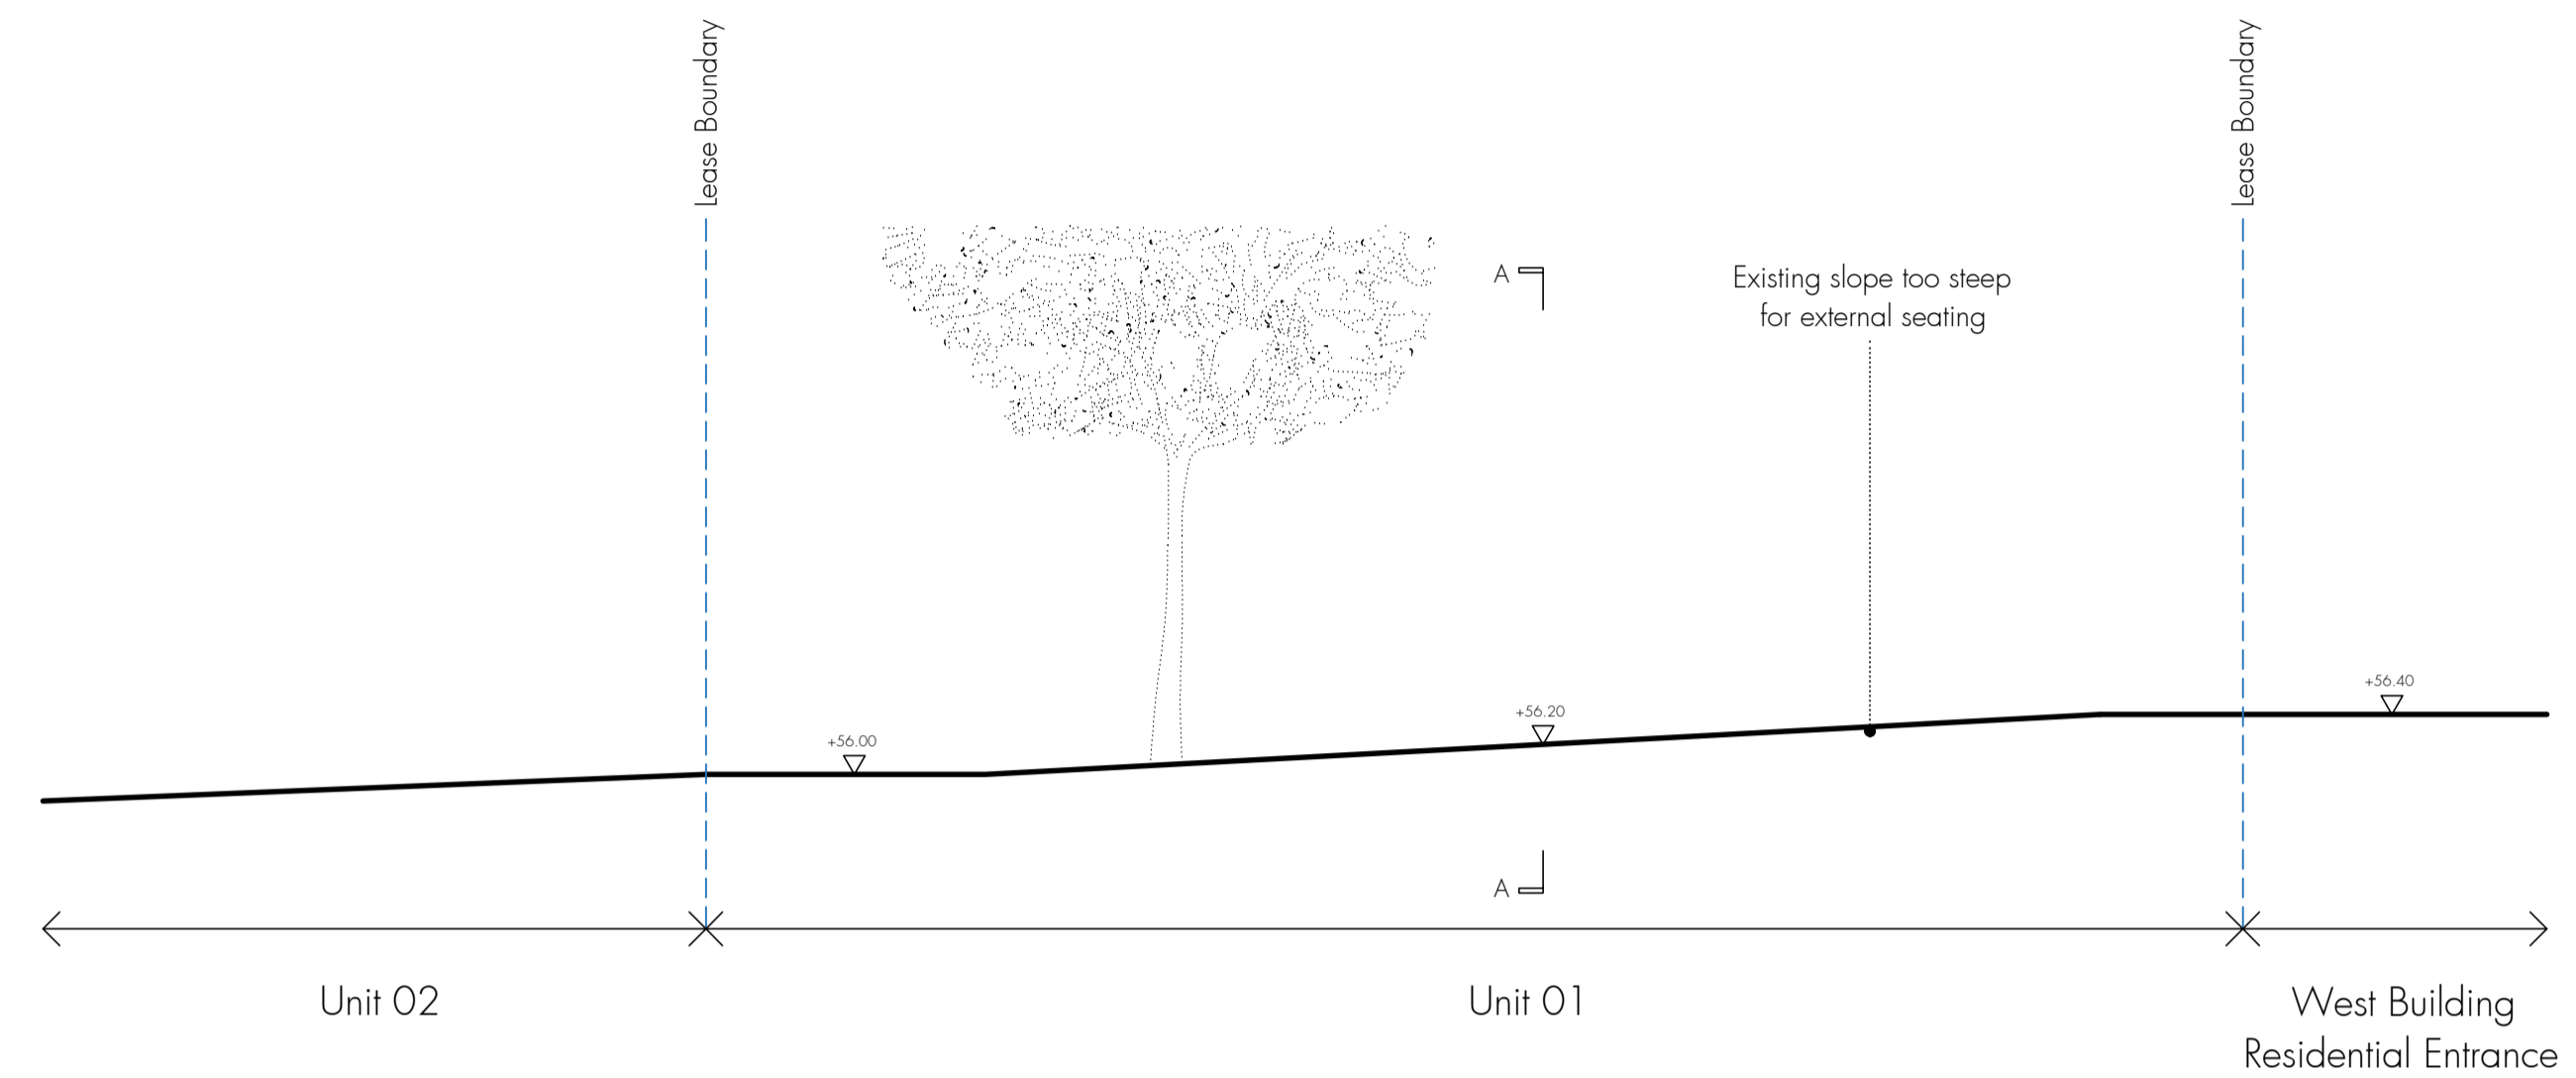 Lease Boundary
Lease Boundary
A
Existing slope too steep
for external seating
+56.40
+56.20
+56.00
A
Unit 02
Unit 01
West Building
Residential Entrance